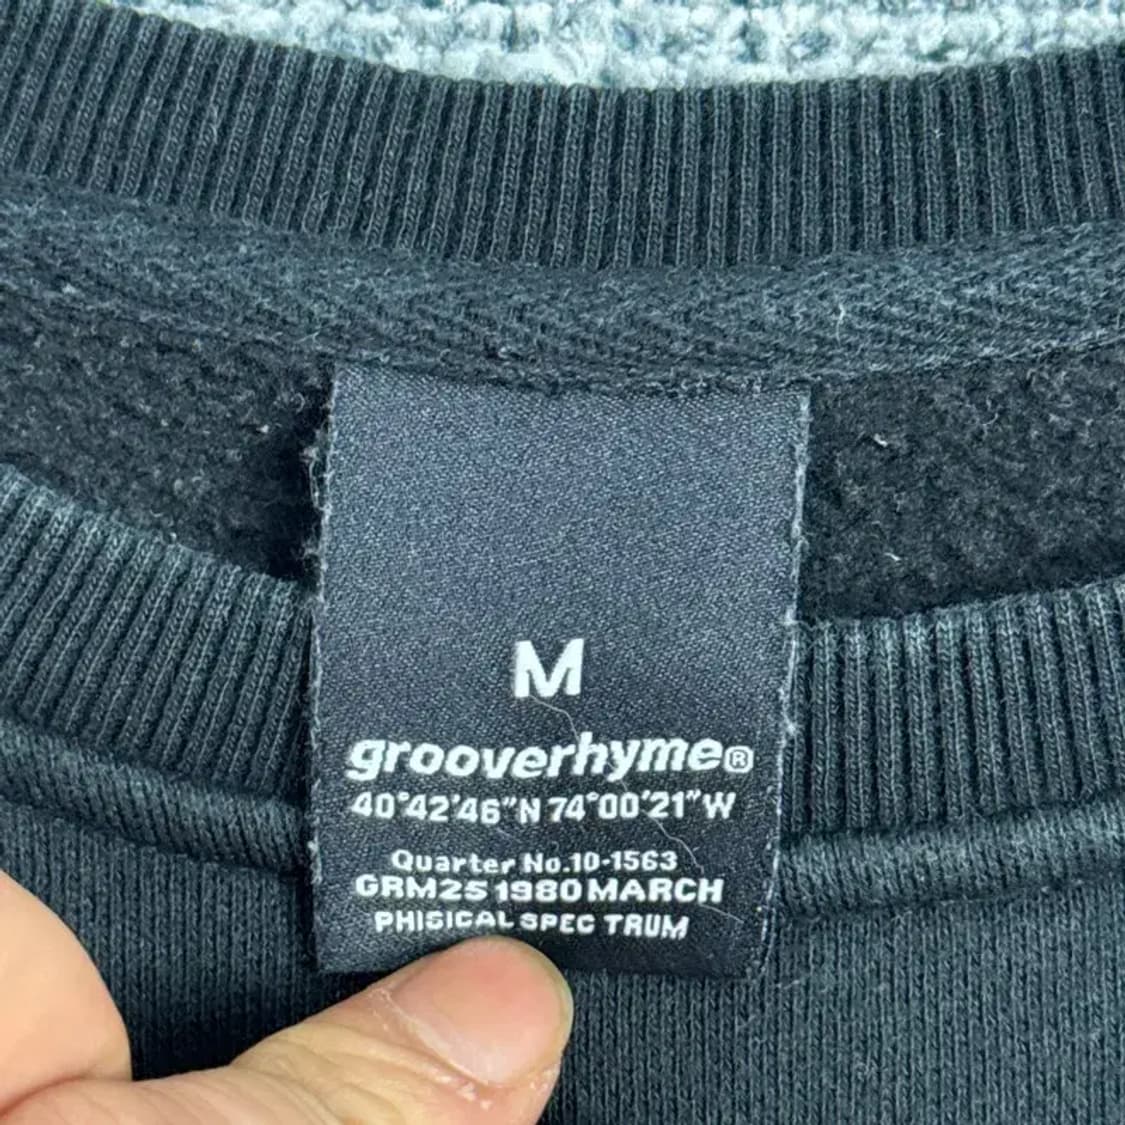 M
grooverhyme®
40°42'46"N 74°00'21"W
Quarter No.10-1563
GRM25 1980 MARCH
PHISICAL SPEC TRUM